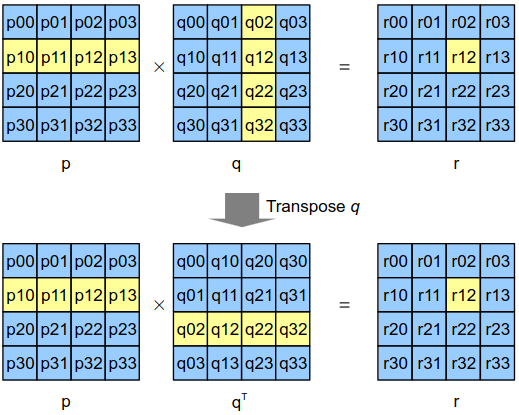 p00 p01 p02 p03 q00 q01 q02 q03 r00 r01 r02 r03
p10 p11 p12 p13 × q10 q11 q12 q13 = r10 r11 r12 r13
p20 p21 p22 p23 q20 q21 q22 q23 r20 r21 r22 r23
p30 p31 p32 p33 q30 q31 q32 q33 r30 r31 r32 r33
p q r
Transpose q
p00 p01 p02 p03 q00 q10 q20 q30 r00 r01 r02 r03
p10 p11 p12 p13 × q01 q11 q21 q31 = r10 r11 r12 r13
p20 p21 p22 p23 q02 q12 q22 q32 r20 r21 r22 r23
p30 p31 p32 p33 q03 q13 q23 q33 r30 r31 r32 r33
p qᵀ r